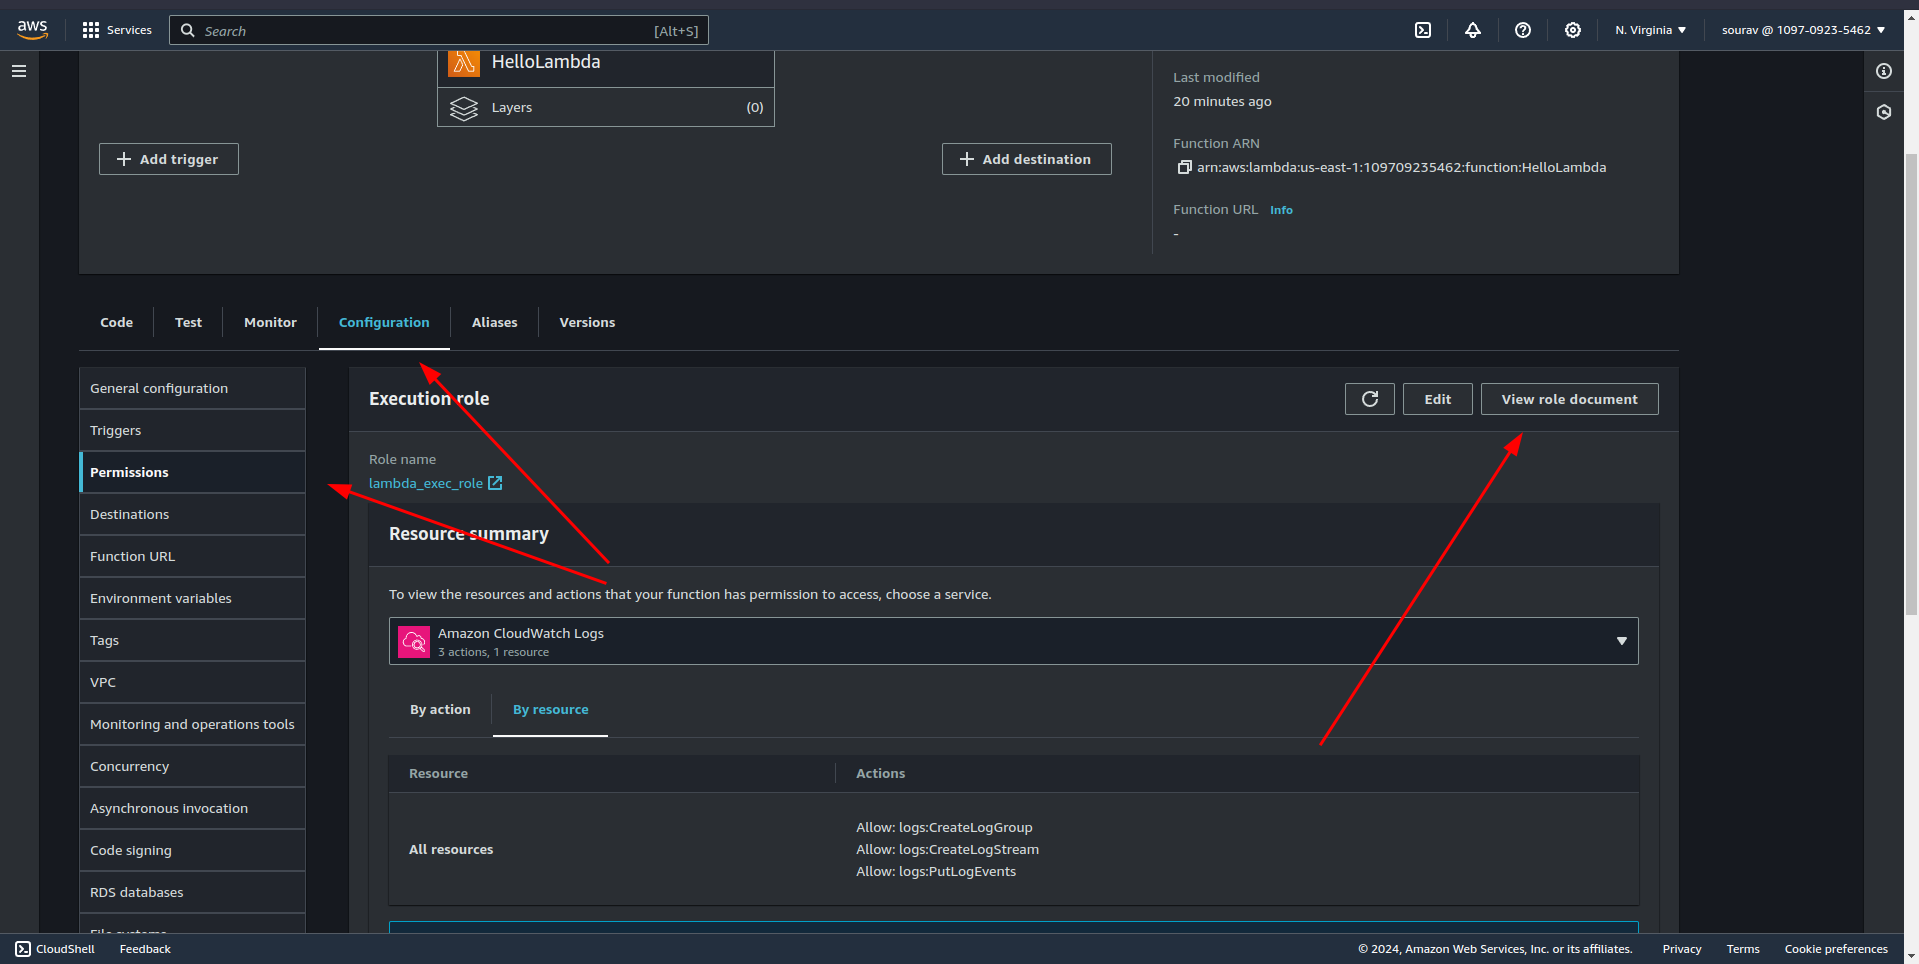 aws
Services
Search
[Alt+S]
N. Virginia
sourav @ 1097-0923-5462
HelloLambda
Layers
(0)
Add trigger
Add destination
Last modified
20 minutes ago
Function ARN
arn:aws:lambda:us-east-1:109709235462:function:HelloLambda
Function URL Info
-
Code
Test
Monitor
Configuration
Aliases
Versions
General configuration
Triggers
Permissions
Destinations
Function URL
Environment variables
Tags
VPC
Monitoring and operations tools
Concurrency
Asynchronous invocation
Code signing
RDS databases
File systems
Execution role
Edit
View role document
Role name
lambda_exec_role
Resource summary
To view the resources and actions that your function has permission to access, choose a service.
Amazon CloudWatch Logs
3 actions, 1 resource
By action
By resource
Resource
Actions
All resources
Allow: logs:CreateLogGroup
Allow: logs:CreateLogStream
Allow: logs:PutLogEvents
CloudShell
Feedback
© 2024, Amazon Web Services, Inc. or its affiliates.
Privacy
Terms
Cookie preferences